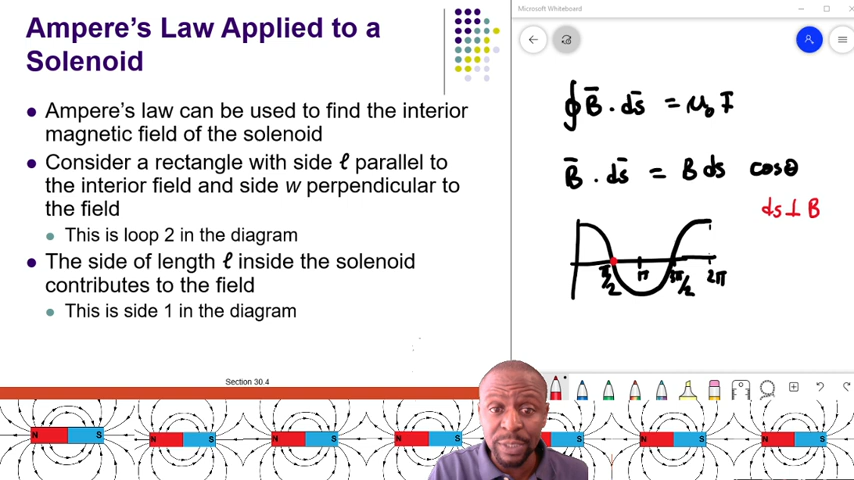 Ampere's Law Applied to a
Solenoid
Ampere's law can be used to find the interior
magnetic field of the solenoid
Consider a rectangle with side ℓ parallel to
the interior field and side w perpendicular to
the field
This is loop 2 in the diagram
The side of length ℓ inside the solenoid
contributes to the field
This is side 1 in the diagram
Section 30.4
Microsoft Whiteboard
∮ B̄ . ds̄ = μ₀ I
B̄ . ds̄ = B ds cosθ
ds ⊥ B
π/2 π 3π/2 2π
N S N S N S N S S N S N S